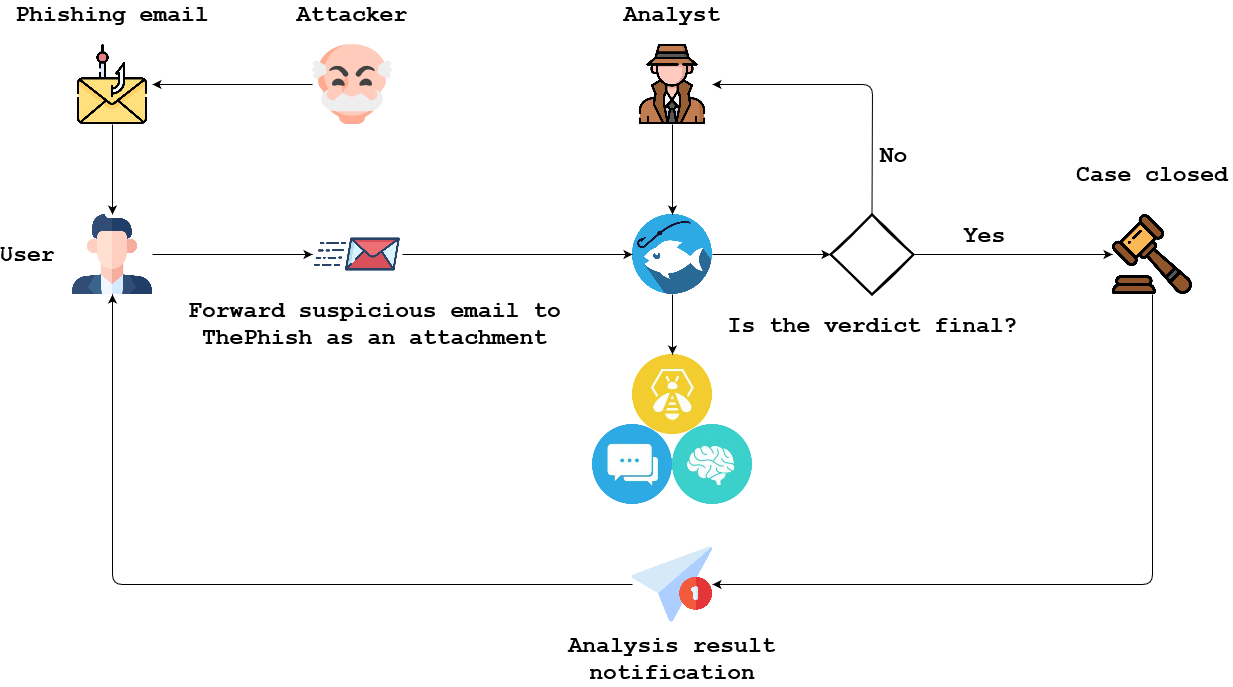 Phishing email
Attacker
Analyst
No
Case closed
User
Yes
Forward suspicious email to
ThePhish as an attachment
Is the verdict final?
1
Analysis result
notification